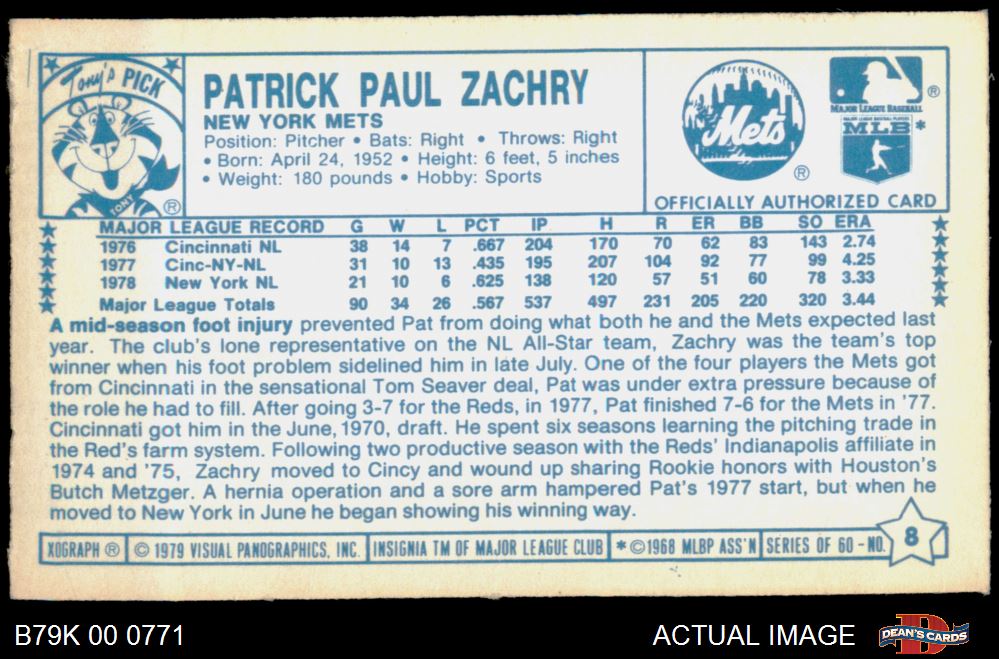 Tony's PICK
TONY
®
PATRICK PAUL ZACHRY
NEW YORK METS
Position: Pitcher • Bats: Right • Throws: Right
• Born: April 24, 1952 • Height: 6 feet, 5 inches
• Weight: 180 pounds • Hobby: Sports
Mets
®
MAJOR LEAGUE BASEBALL ®
MAJOR LEAGUE BASEBALL PLAYERS
MLB *
OFFICIALLY AUTHORIZED CARD
MAJOR LEAGUE RECORD G W L PCT IP H R ER BB SO ERA
1976 Cincinnati NL 38 14 7 .667 204 170 70 62 83 143 2.74
1977 Cinc-NY-NL 31 10 13 .435 195 207 104 92 77 99 4.25
1978 New York NL 21 10 6 .625 138 120 57 51 60 78 3.33
Major League Totals 90 34 26 .567 537 497 231 205 220 320 3.44
A mid-season foot injury prevented Pat from doing what both he and the Mets expected last
year. The club's lone representative on the NL All-Star team, Zachry was the team's top
winner when his foot problem sidelined him in late July. One of the four players the Mets got
from Cincinnati in the sensational Tom Seaver deal, Pat was under extra pressure because of
the role he had to fill. After going 3-7 for the Reds, in 1977, Pat finished 7-6 for the Mets in '77.
Cincinnati got him in the June, 1970, draft. He spent six seasons learning the pitching trade in
the Red's farm system. Following two productive season with the Reds' Indianapolis affiliate in
1974 and '75, Zachry moved to Cincy and wound up sharing Rookie honors with Houston's
Butch Metzger. A hernia operation and a sore arm hampered Pat's 1977 start, but when he
moved to New York in June he began showing his winning way.
XOGRAPH ® © 1979 VISUAL PANOGRAPHICS, INC. INSIGNIA TM OF MAJOR LEAGUE CLUB * ©1968 MLBP ASS'N SERIES OF 60 - NO. 8
B79K 00 0771
ACTUAL IMAGE
DEAN'S CARDS